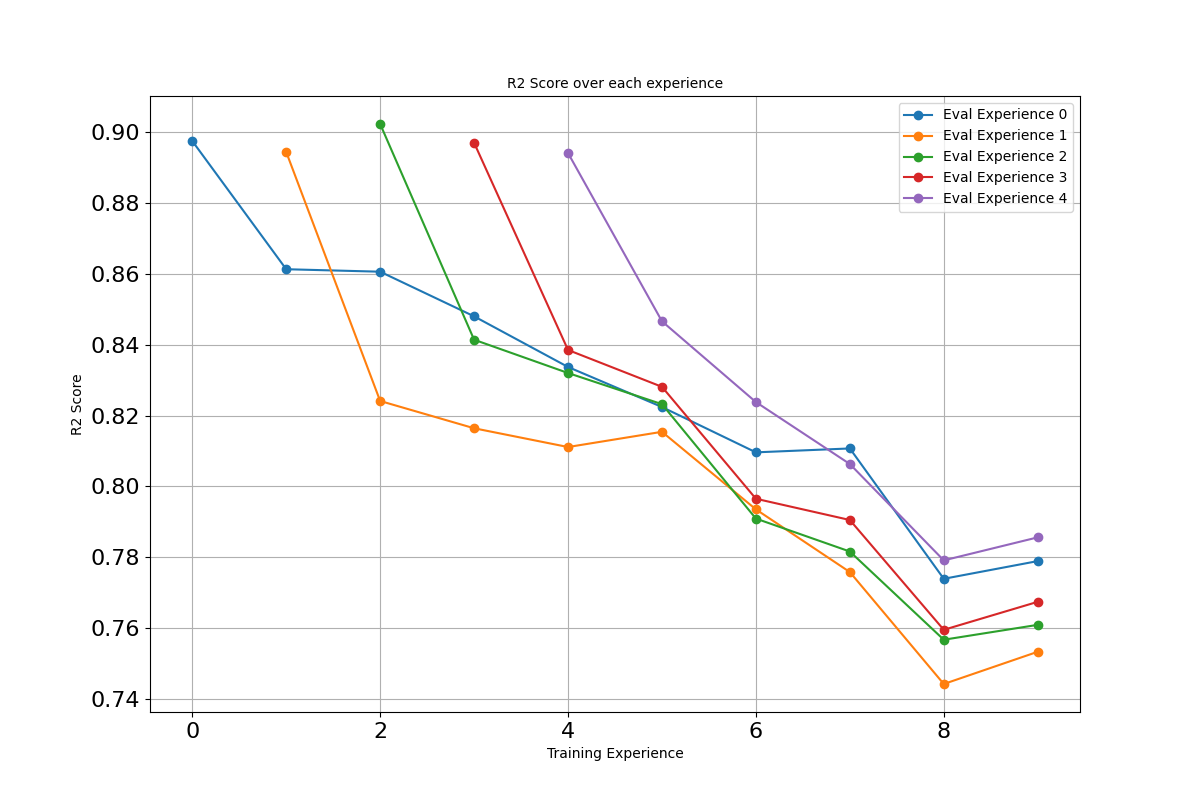 R2 Score over each experience
Eval Experience 0
Eval Experience 1
Eval Experience 2
Eval Experience 3
Eval Experience 4
R2 Score
0.90
0.88
0.86
0.84
0.82
0.80
0.78
0.76
0.74
0 2 4 6 8
Training Experience